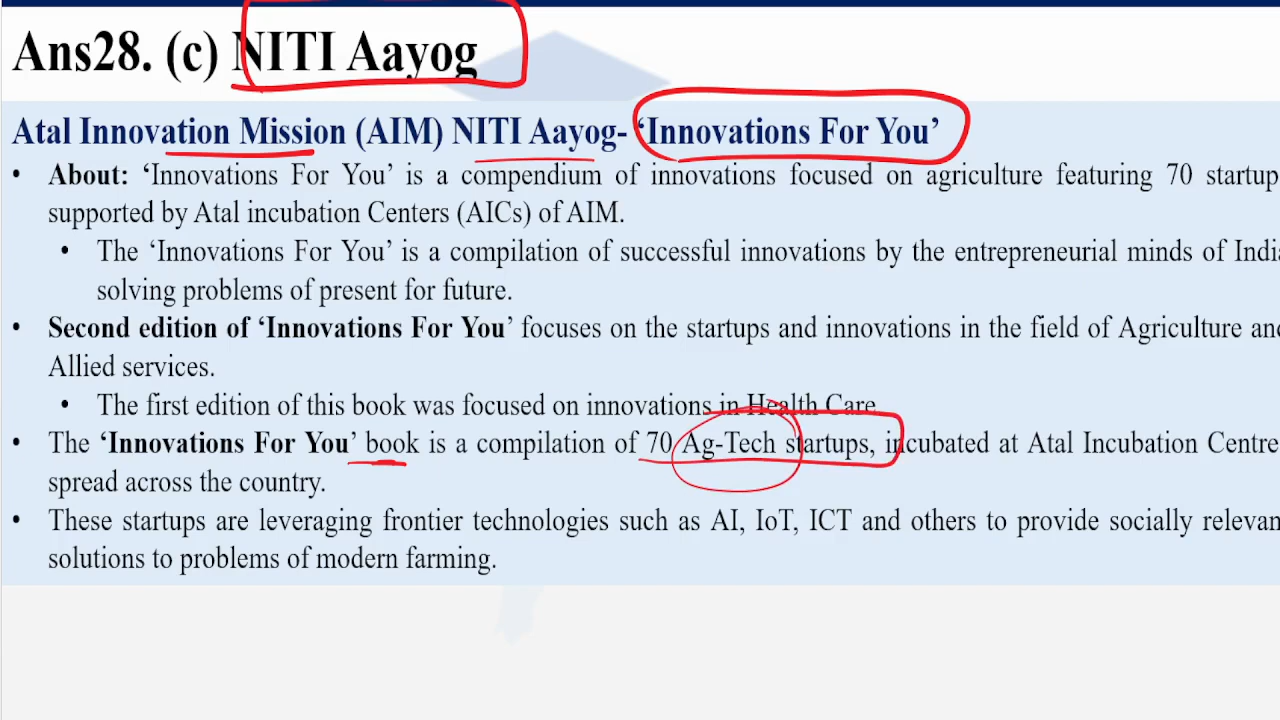 Ans28. (c) NITI Aayog
Atal Innovation Mission (AIM) NITI Aayog- ‘Innovations For You’
• About: ‘Innovations For You’ is a compendium of innovations focused on agriculture featuring 70 startup
supported by Atal incubation Centers (AICs) of AIM.
• The ‘Innovations For You’ is a compilation of successful innovations by the entrepreneurial minds of Indi
solving problems of present for future.
• Second edition of ‘Innovations For You’ focuses on the startups and innovations in the field of Agriculture and
Allied services.
• The first edition of this book was focused on innovations in Health Care
• The ‘Innovations For You’ book is a compilation of 70 Ag-Tech startups, incubated at Atal Incubation Centre
spread across the country.
• These startups are leveraging frontier technologies such as AI, IoT, ICT and others to provide socially relevan
solutions to problems of modern farming.